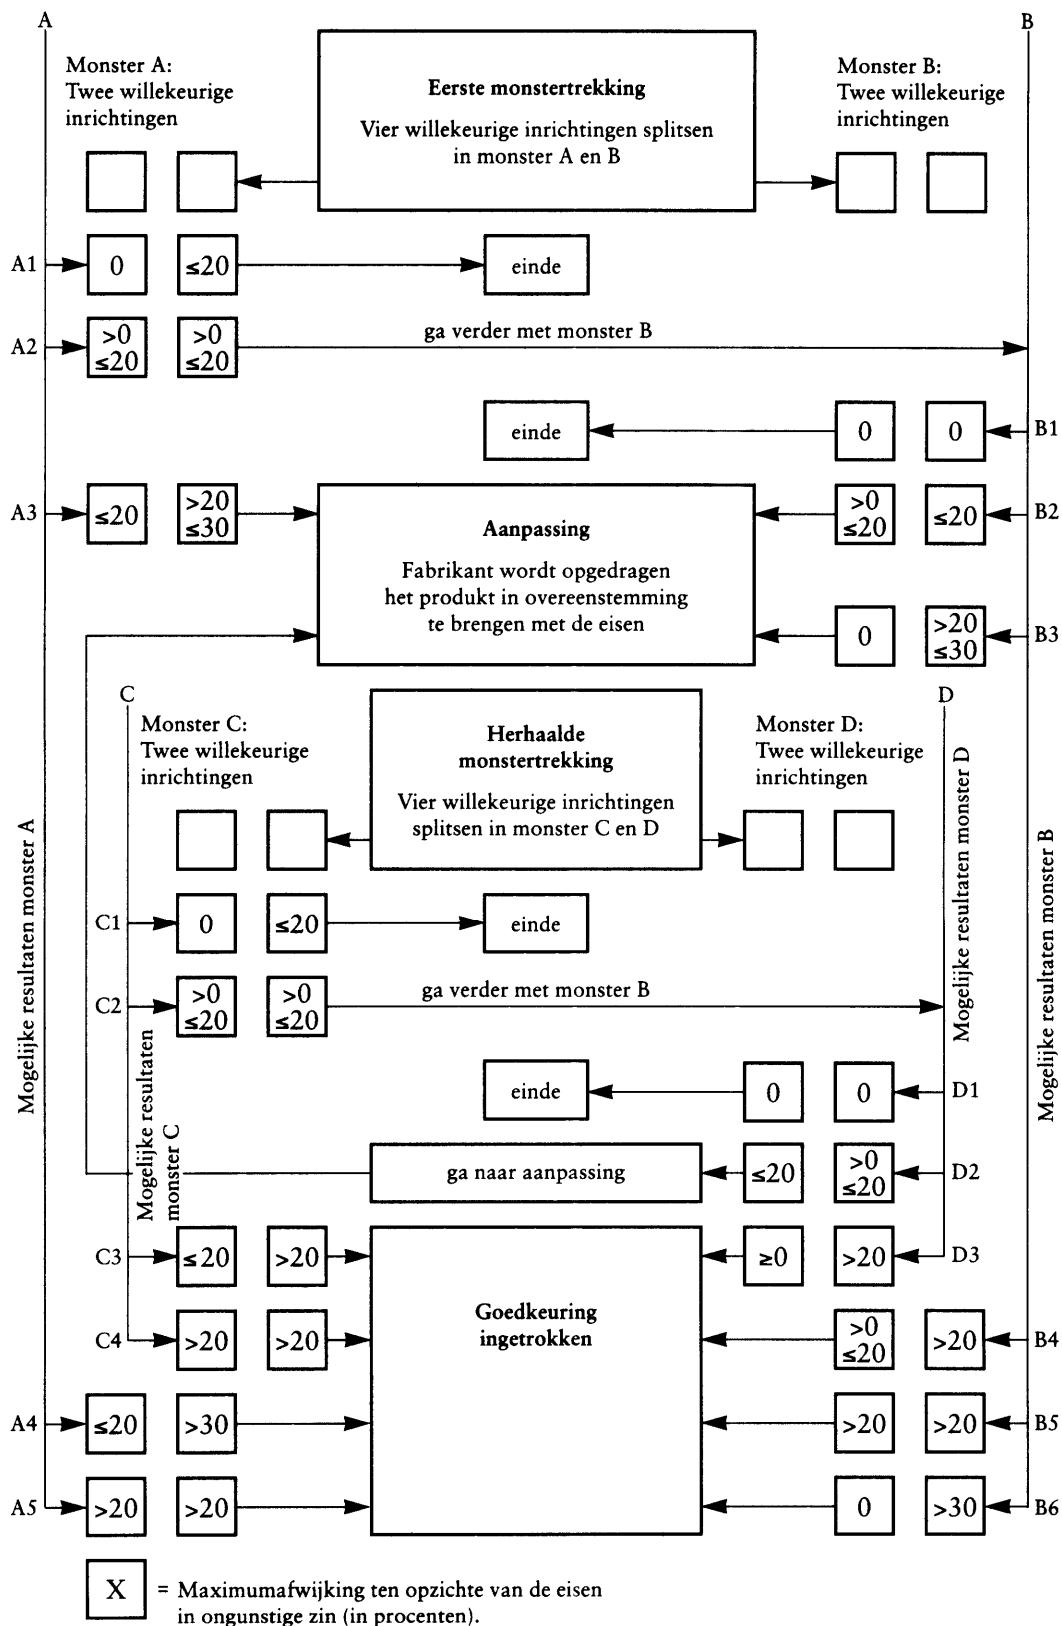 A
B
Monster A:
Twee willekeurige
inrichtingen
Eerste monstertrekking
Vier willekeurige inrichtingen splitsen
in monster A en B
Monster B:
Twee willekeurige
inrichtingen
A1
0
≤20
einde
A2
>0
≤20
>0
≤20
ga verder met monster B
einde
0
0
B1
A3
≤20
>20
≤30
Aanpassing
Fabrikant wordt opgedragen
het produkt in overeenstemming
te brengen met de eisen
>0
≤20
≤20
B2
0
>20
≤30
B3
C
D
Monster C:
Twee willekeurige
inrichtingen
Herhaalde
monstertrekking
Vier willekeurige inrichtingen
splitsen in monster C en D
Monster D:
Twee willekeurige
inrichtingen
Mogelijke resultaten monster A
Mogelijke resultaten monster D
Mogelijke resultaten monster B
C1
0
≤20
einde
C2
>0
≤20
>0
≤20
ga verder met monster B
Mogelijke resultaten
monster C
einde
0
0
D1
ga naar aanpassing
≤20
>0
≤20
D2
C3
≤20
>20
Goedkeuring
ingetrokken
≥0
>20
D3
C4
>20
>20
>0
≤20
>20
B4
A4
≤20
>30
>20
>20
B5
A5
>20
>20
0
>30
B6
X = Maximumafwijking ten opzichte van de eisen
in ongunstige zin (in procenten).